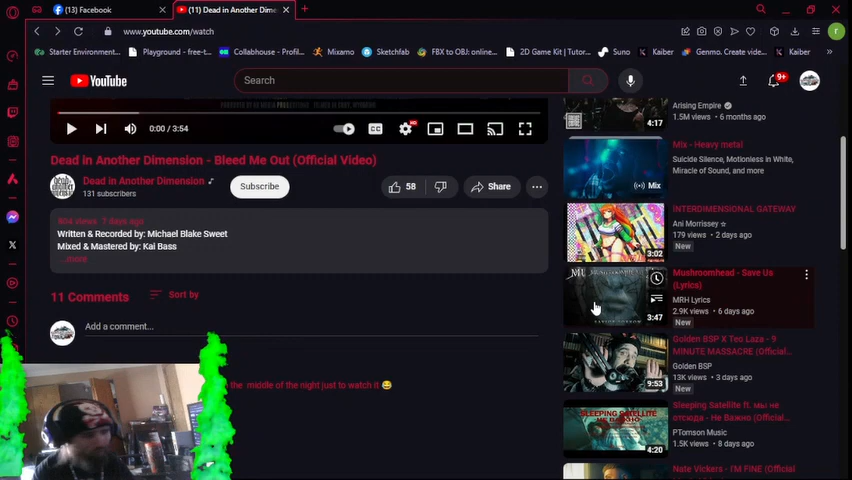 (13) Facebook
(11) Dead in Another Dime
www.youtube.com/watch
Starter Environment...
Playground - free-t...
Collabhouse - Profil...
Mixamo
Sketchfab
FBX to OBJ: online...
2D Game Kit | Tutor...
Suno
Kaiber
Genmo. Create vide...
Kaiber
YouTube
Search
9+
Arising Empire
1.5M views • 6 months ago
4:17
0:00 / 3:54
CC
HD
Mix - Heavy metal
Suicide Silence, Motionless in White,
Miracle of Sound, and more
Mix
Dead in Another Dimension - Bleed Me Out (Official Video)
Dead in Another Dimension
131 subscribers
Subscribe
58
Share
804 views 7 days ago
Written & Recorded by: Michael Blake Sweet
Mixed & Mastered by: Kai Bass
...more
INTERDIMENSIONAL GATEWAY
Ani Morrissey ☆
179 views • 2 days ago
New
3:02
Mushroomhead - Save Us
(Lyrics)
MRH Lyrics
2.9K views • 6 days ago
New
3:47
11 Comments
Sort by
Add a comment...
the middle of the night just to watch it 😂
Golden BSP X Teo Laza - 9
MINUTE MASSACRE (Official...
Golden BSP
13K views • 3 days ago
New
9:53
SLEEPING SATELLITE
Sleeping Satellite ft. мы не
отсюда - Не Важно (Official...
PTomson Music
1.5K views • 8 days ago
4:20
Nate Vickers - I'M FINE (Official